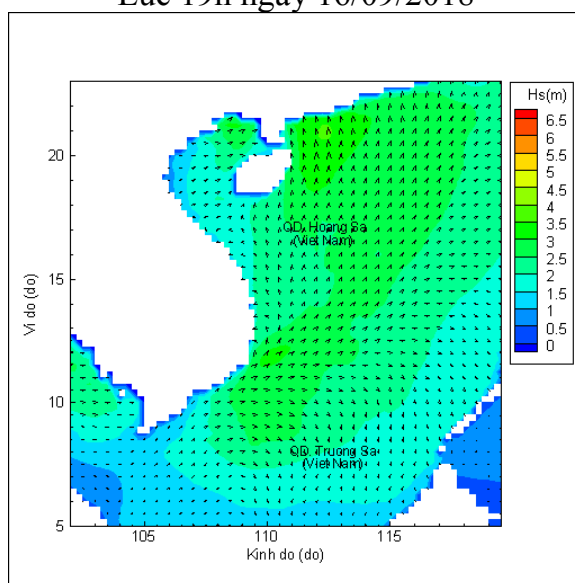 Lúc 19h ngày 16/09/2018
Hs(m)
6.5
6
5.5
5
4.5
4
3.5
3
2.5
2
1.5
1
0.5
0
20
15
10
5
Vi do (do)
QD. Hoang Sa
(Viet Nam)
QD. Truong Sa
(Viet Nam)
105
110
115
Kinh do (do)